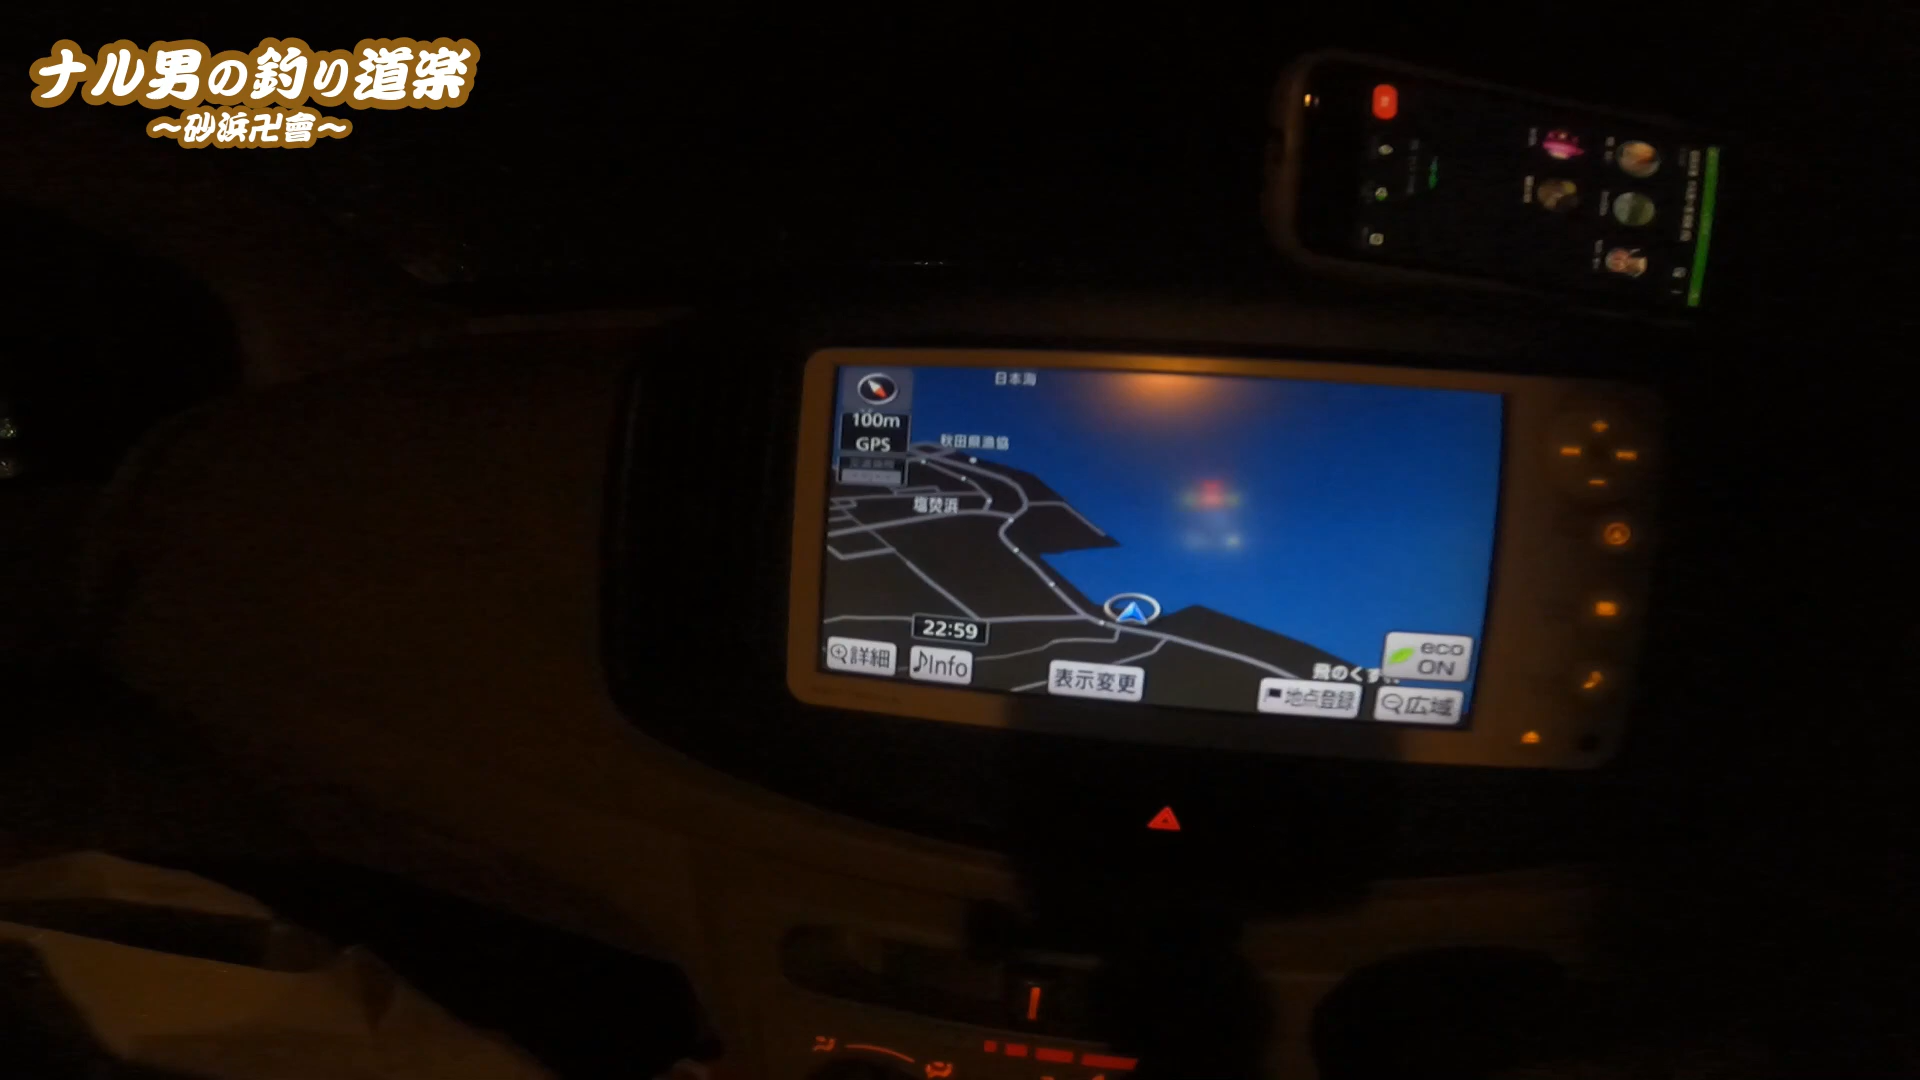 ナル男の釣り道楽
〜砂浜卍會〜
日本海
100m
GPS
秋田県漁協
塩焚浜
22:59
詳細
Info
表示変更
地点登録
eco
ON
広域